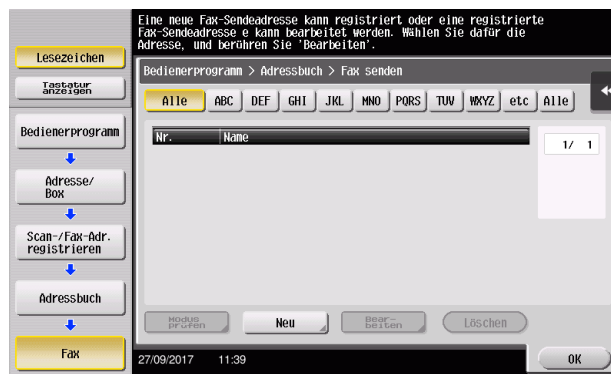 Eine neue Fax-Sendeadresse kann registriert oder eine registrierte
Fax-Sendeadresse e kann bearbeitet werden. Wählen Sie dafür die
Adresse, und berühren Sie 'Bearbeiten'.
Lesezeichen
Tastatur
anzeigen
Bedienerprogramm
Adresse/
Box
Scan-/Fax-Adr.
registrieren
Adressbuch
Fax
Bedienerprogramm > Adressbuch > Fax senden
Alle ABC DEF GHI JKL MNO PQRS TUV WXYZ etc Alle
Nr. Name
1/ 1
Modus
prüfen
Neu
Bear-
beiten
Löschen
27/09/2017 11:39
OK